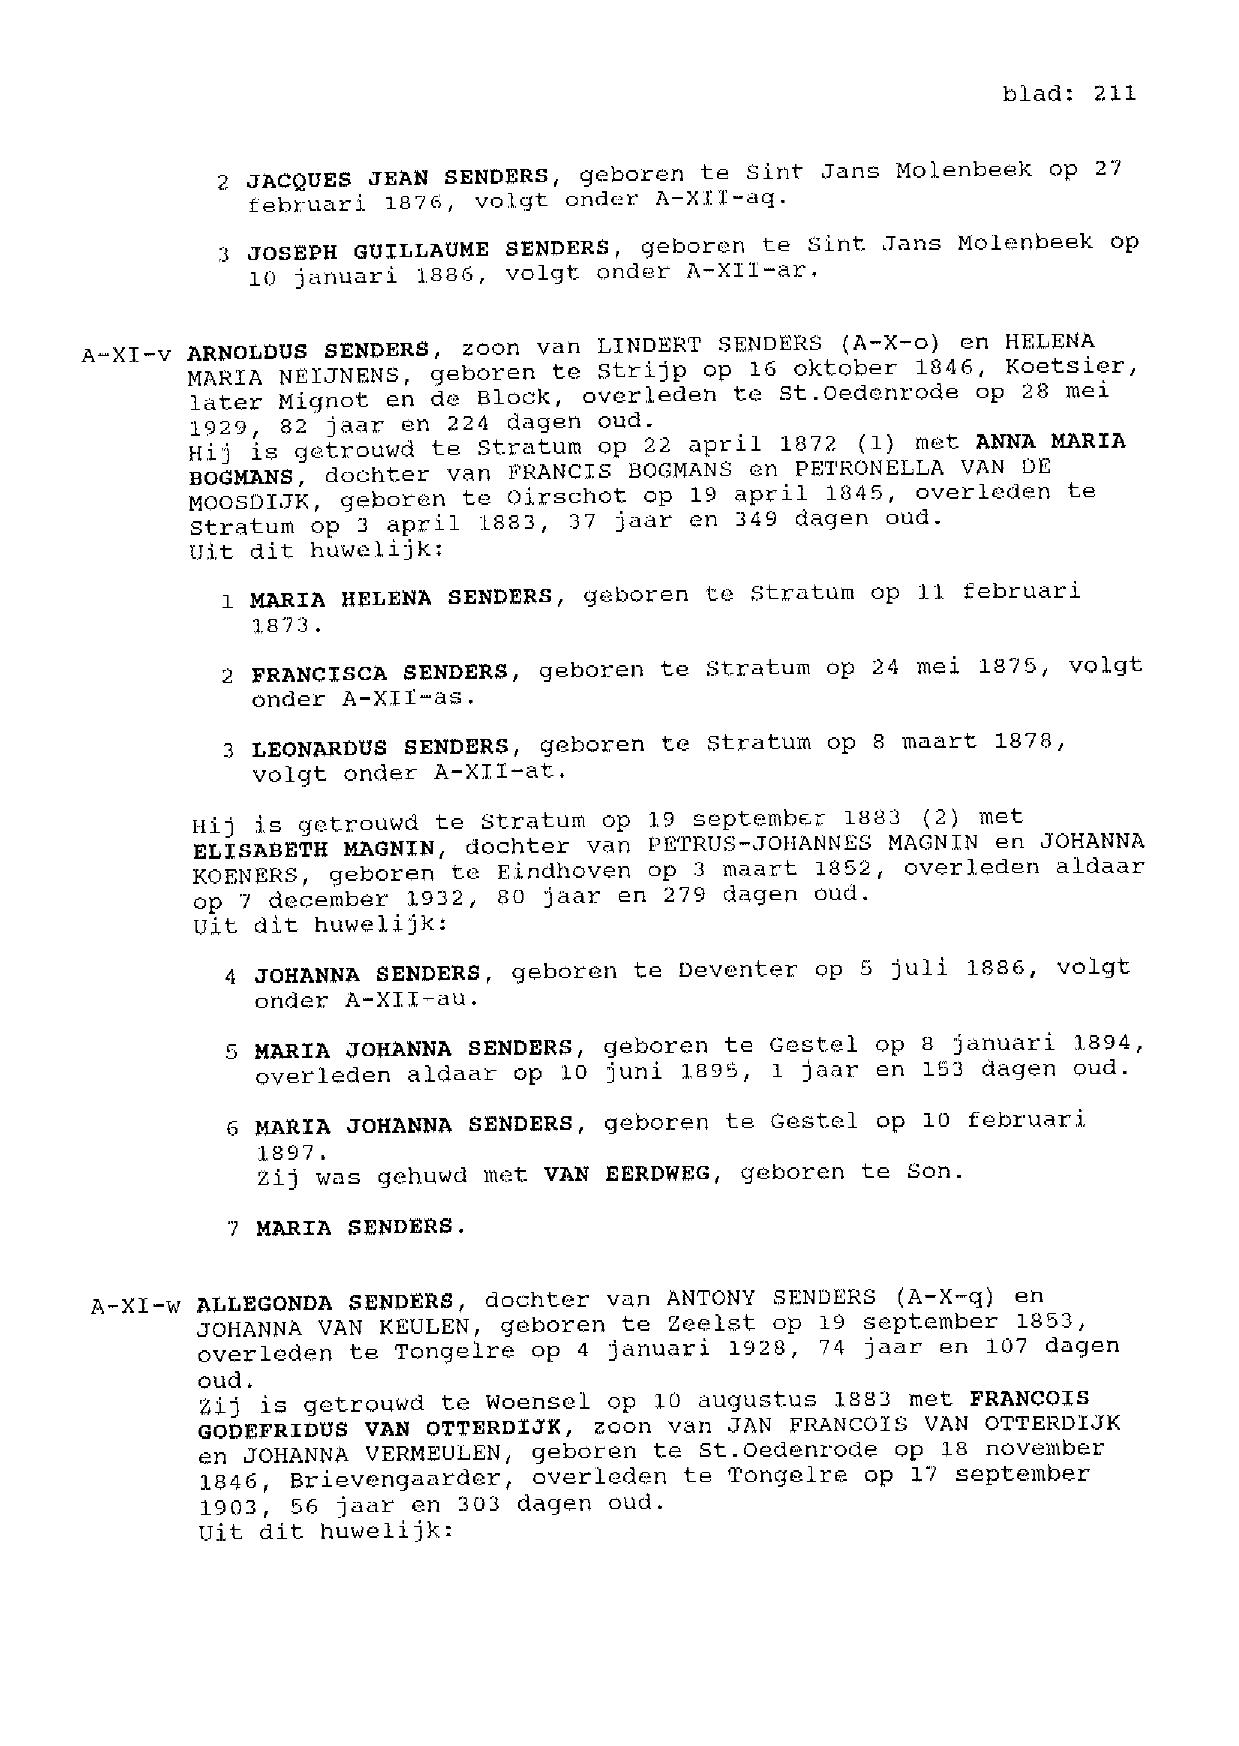 blad: 211
2 JACQUES JEAN SENDERS, geboren te Sint Jans Molenbeek op 27
februari 1876, volgt onder A-XII-aq.
3 JOSEPH GUILLAUME SENDERS, geboren te Sint Jans Molenbeek op
10 januari 1886, volgt onder A-XII-ar.
A-XI-v ARNOLDUS SENDERS, zoon van LINDERT SENDERS (A-X-o) en HELENA
MARIA NEIJNENS, geboren te Strijp op 16 oktober 1846, Koetsier,
later Mignot en de Block, overleden te St.Oedenrode op 28 mei
1929, 82 jaar en 224 dagen oud.
Hij is getrouwd te Stratum op 22 april 1872 (1) met ANNA MARIA
BOGMANS, dochter van FRANCIS BOGMANS en PETRONELLA VAN DE
MOOSDIJK, geboren te Oirschot op 19 april 1845, overleden te
Stratum op 3 april 1883, 37 jaar en 349 dagen oud.
Uit dit huwelijk:
1 MARIA HELENA SENDERS, geboren te Stratum op 11 februari
1873.
2 FRANCISCA SENDERS, geboren te Stratum op 24 mei 1875, volgt
onder A-XII-as.
3 LEONARDUS SENDERS, geboren te Stratum op 8 maart 1878,
volgt onder A-XII-at.
Hij is getrouwd te Stratum op 19 september 1883 (2) met
ELISABETH MAGNIN, dochter van PETRUS-JOHANNES MAGNIN en JOHANNA
KOENERS, geboren te Eindhoven op 3 maart 1852, overleden aldaar
op 7 december 1932, 80 jaar en 279 dagen oud.
Uit dit huwelijk:
4 JOHANNA SENDERS, geboren te Deventer op 5 juli 1886, volgt
onder A-XII-au.
5 MARIA JOHANNA SENDERS, geboren te Gestel op 8 januari 1894,
overleden aldaar op 10 juni 1895, 1 jaar en 153 dagen oud.
6 MARIA JOHANNA SENDERS, geboren te Gestel op 10 februari
1897.
Zij was gehuwd met VAN EERDWEG, geboren te Son.
7 MARIA SENDERS.
A-XI-w ALLEGONDA SENDERS, dochter van ANTONY SENDERS (A-X-q) en
JOHANNA VAN KEULEN, geboren te Zeelst op 19 september 1853,
overleden te Tongelre op 4 januari 1928, 74 jaar en 107 dagen
oud.
Zij is getrouwd te Woensel op 10 augustus 1883 met FRANCOIS
GODEFRIDUS VAN OTTERDIJK, zoon van JAN FRANCOIS VAN OTTERDIJK
en JOHANNA VERMEULEN, geboren te St.Oedenrode op 18 november
1846, Brievengaarder, overleden te Tongelre op 17 september
1903, 56 jaar en 303 dagen oud.
Uit dit huwelijk: